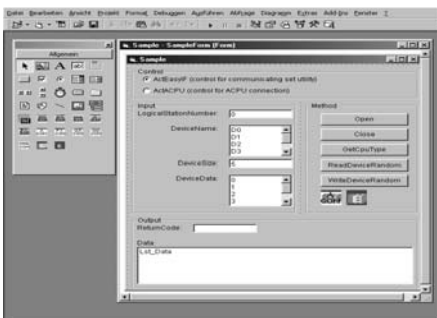 Datei Bearbeiten Ansicht Projekt Format Debuggen Ausführen Abfrage Diagramm Extras Add-Ins Fenster ?
Allgemein
Sample - SampleForm (Form)
Sample
Control
ActEasyIF (control for communicating set utility)
ActACPU (control for ACPU connection)
Input
LogicalStationNumber: 0
DeviceName: D0
D1
D2
D3
DeviceSize: 5
DeviceData: 0
1
2
3
Method
Open
Close
GetCpuType
ReadDeviceRandom
WriteDeviceRandom
Output
ReturnCode:
Data:
Lst_Data